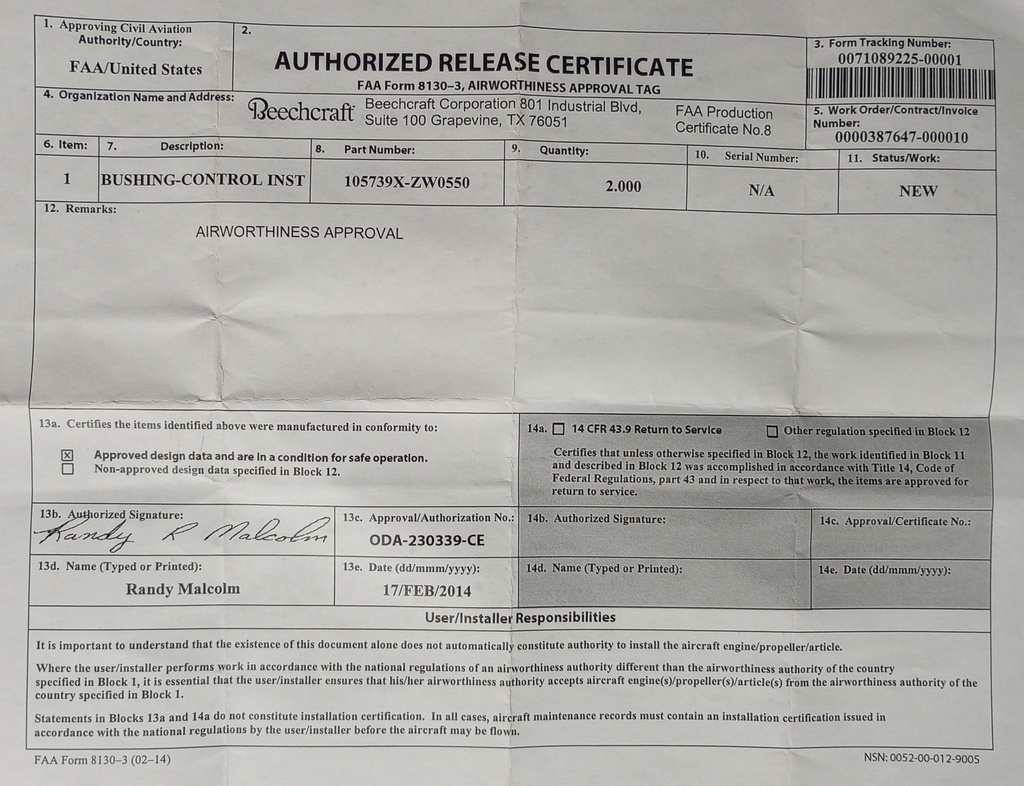 1. Approving Civil Aviation
Authority/Country:
FAA/United States
2.
AUTHORIZED RELEASE CERTIFICATE
FAA Form 8130–3, AIRWORTHINESS APPROVAL TAG
3. Form Tracking Number:
0071089225-00001
4. Organization Name and Address:
Beechcraft
Beechcraft Corporation 801 Industrial Blvd,
Suite 100 Grapevine, TX 76051
FAA Production
Certificate No.8
5. Work Order/Contract/Invoice
Number:
0000387647-000010
6. Item:
1
7. Description:
BUSHING-CONTROL INST
8. Part Number:
105739X-ZW0550
9. Quantity:
2.000
10. Serial Number:
N/A
11. Status/Work:
NEW
12. Remarks:
AIRWORTHINESS APPROVAL
13a. Certifies the items identified above were manufactured in conformity to:
Approved design data and are in a condition for safe operation.
Non-approved design data specified in Block 12.
14a. 14 CFR 43.9 Return to Service Other regulation specified in Block 12
Certifies that unless otherwise specified in Block 12, the work identified in Block 11
and described in Block 12 was accomplished in accordance with Title 14, Code of
Federal Regulations, part 43 and in respect to that work, the items are approved for
return to service.
13b. Authorized Signature:
Randy R Malcolm
13c. Approval/Authorization No.:
ODA-230339-CE
14b. Authorized Signature:
14c. Approval/Certificate No.:
13d. Name (Typed or Printed):
Randy Malcolm
13e. Date (dd/mmm/yyyy):
17/FEB/2014
14d. Name (Typed or Printed):
14e. Date (dd/mmm/yyyy):
User/Installer Responsibilities
It is important to understand that the existence of this document alone does not automatically constitute authority to install the aircraft engine/propeller/article.
Where the user/installer performs work in accordance with the national regulations of an airworthiness authority different than the airworthiness authority of the country
specified in Block 1, it is essential that the user/installer ensures that his/her airworthiness authority accepts aircraft engine(s)/propeller(s)/article(s) from the airworthiness authority of the
country specified in Block 1.
Statements in Blocks 13a and 14a do not constitute installation certification. In all cases, aircraft maintenance records must contain an installation certification issued in
accordance with the national regulations by the user/installer before the aircraft may be flown.
FAA Form 8130–3 (02–14)
NSN: 0052-00-012-9005